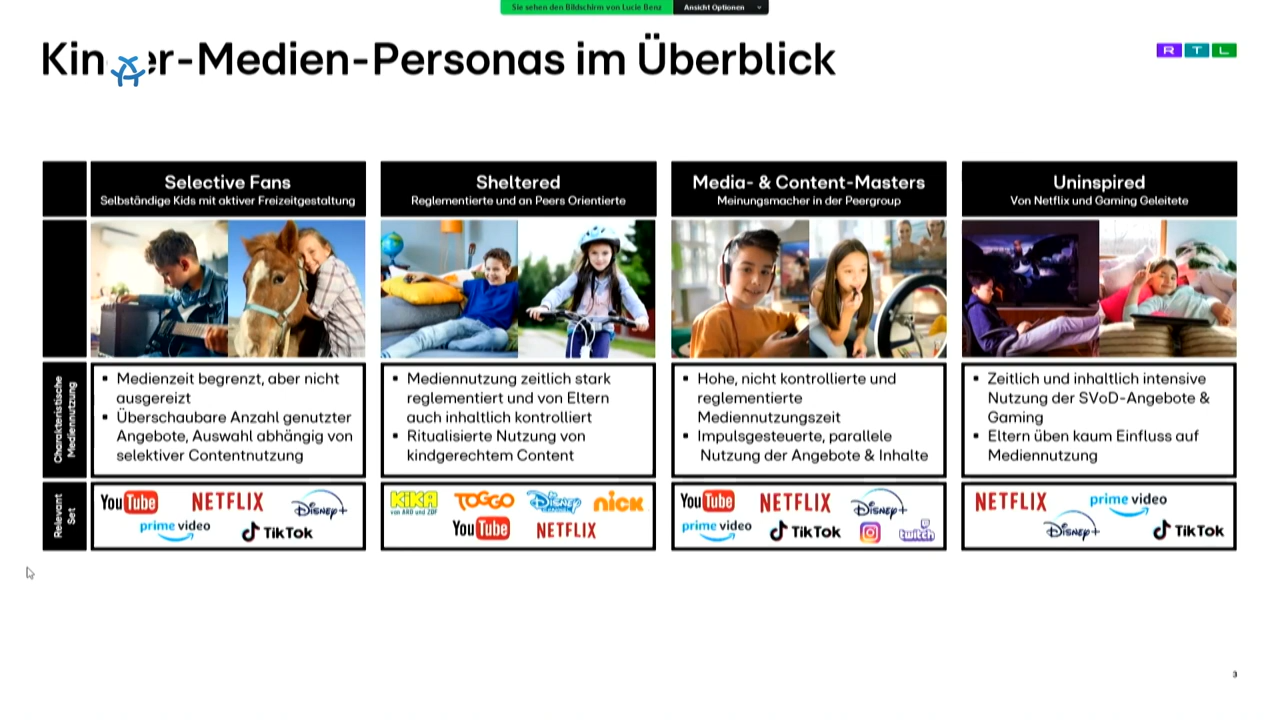 Sie sehen den Bildschirm von Lucie Benz
Ansicht Optionen
Kin er-Medien-Personas im Überblick
R T L
Selective Fans
Selbständige Kids mit aktiver Freizeitgestaltung
Sheltered
Reglementierte und an Peers Orientierte
Media- & Content-Masters
Meinungsmacher in der Peergroup
Uninspired
Von Netflix und Gaming Geleitete
Charakteristische
Mediennutzung
▪ Medienzeit begrenzt, aber nicht
ausgereizt
▪ Überschaubare Anzahl genutzter
Angebote, Auswahl abhängig von
selektiver Contentnutzung
▪ Mediennutzung zeitlich stark
reglementiert und von Eltern
auch inhaltlich kontrolliert
▪ Ritualisierte Nutzung von
kindgerechtem Content
▪ Hohe, nicht kontrollierte und
reglementierte
Mediennutzungszeit
▪ Impulsgesteuerte, parallele
Nutzung der Angebote & Inhalte
▪ Zeitlich und inhaltlich intensive
Nutzung der SVoD-Angebote &
Gaming
▪ Eltern üben kaum Einfluss auf
Mediennutzung
Relevant
Set
YouTube NETFLIX Disney+
prime video TikTok
KiKA von ARD und ZDF TOGGO Disney Channel nick
YouTube NETFLIX
YouTube NETFLIX Disney+
prime video TikTok twitch
NETFLIX prime video
Disney+ TikTok
3